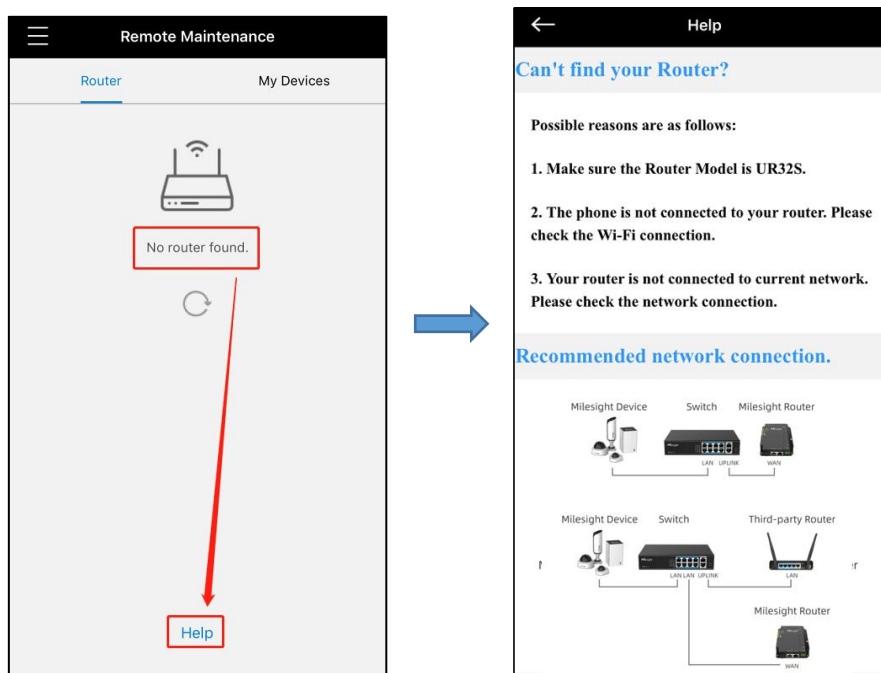 Remote Maintenance
Router My Devices
No router found.
Help
Help
Can't find your Router?
Possible reasons are as follows:
1. Make sure the Router Model is UR32S.
2. The phone is not connected to your router. Please
check the Wi-Fi connection.
3. Your router is not connected to current network.
Please check the network connection.
Recommended network connection.
Milesight Device Switch Milesight Router
LAN UPLINK WAN
Milesight Device Switch Third-party Router
LAN LAN UPLINK LAN
Milesight Router
WAN